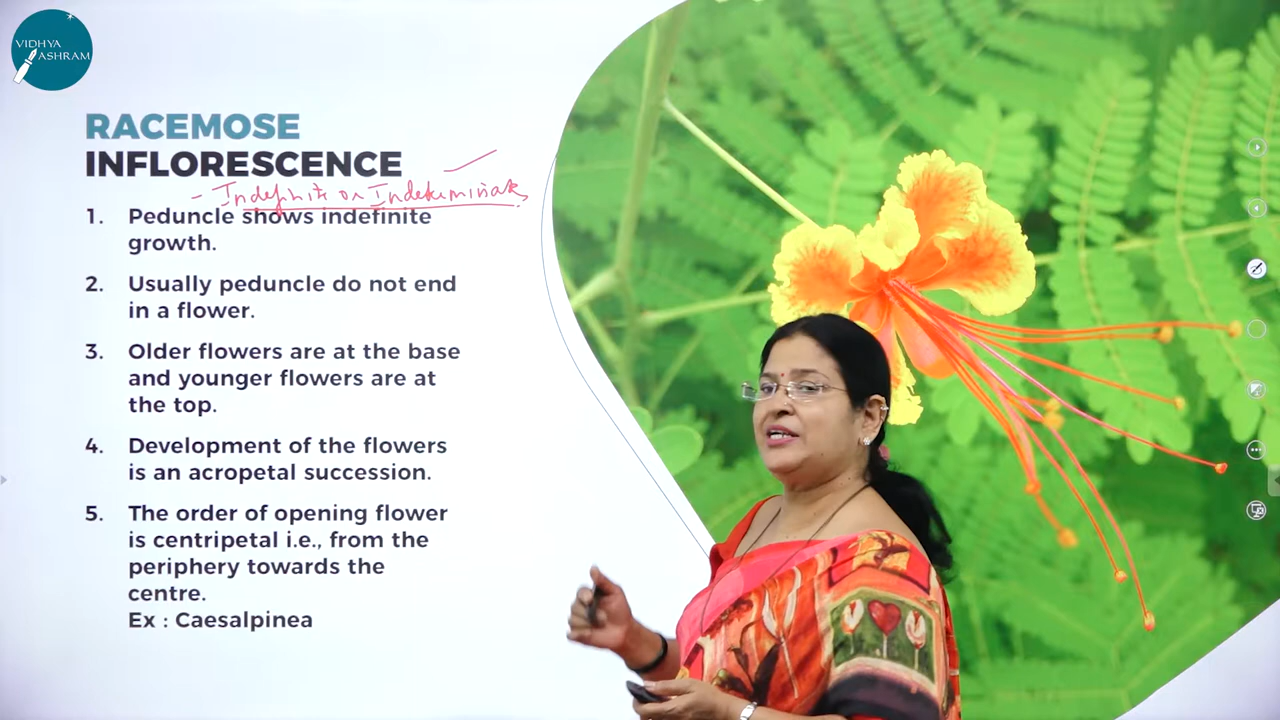 VIDHYA
ASHRAM
RACEMOSE
INFLORESCENCE
- Indefinite or Indeterminate
1. Peduncle shows indefinite
growth.
2. Usually peduncle do not end
in a flower.
3. Older flowers are at the base
and younger flowers are at
the top.
4. Development of the flowers
is an acropetal succession.
5. The order of opening flower
is centripetal i.e., from the
periphery towards the
centre.
Ex : Caesalpinea